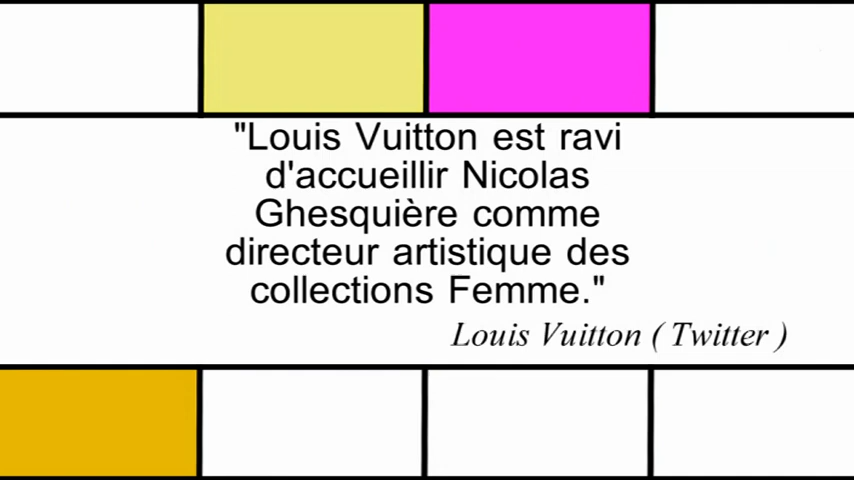 "Louis Vuitton est ravi
d'accueillir Nicolas
Ghesquière comme
directeur artistique des
collections Femme."
Louis Vuitton ( Twitter )